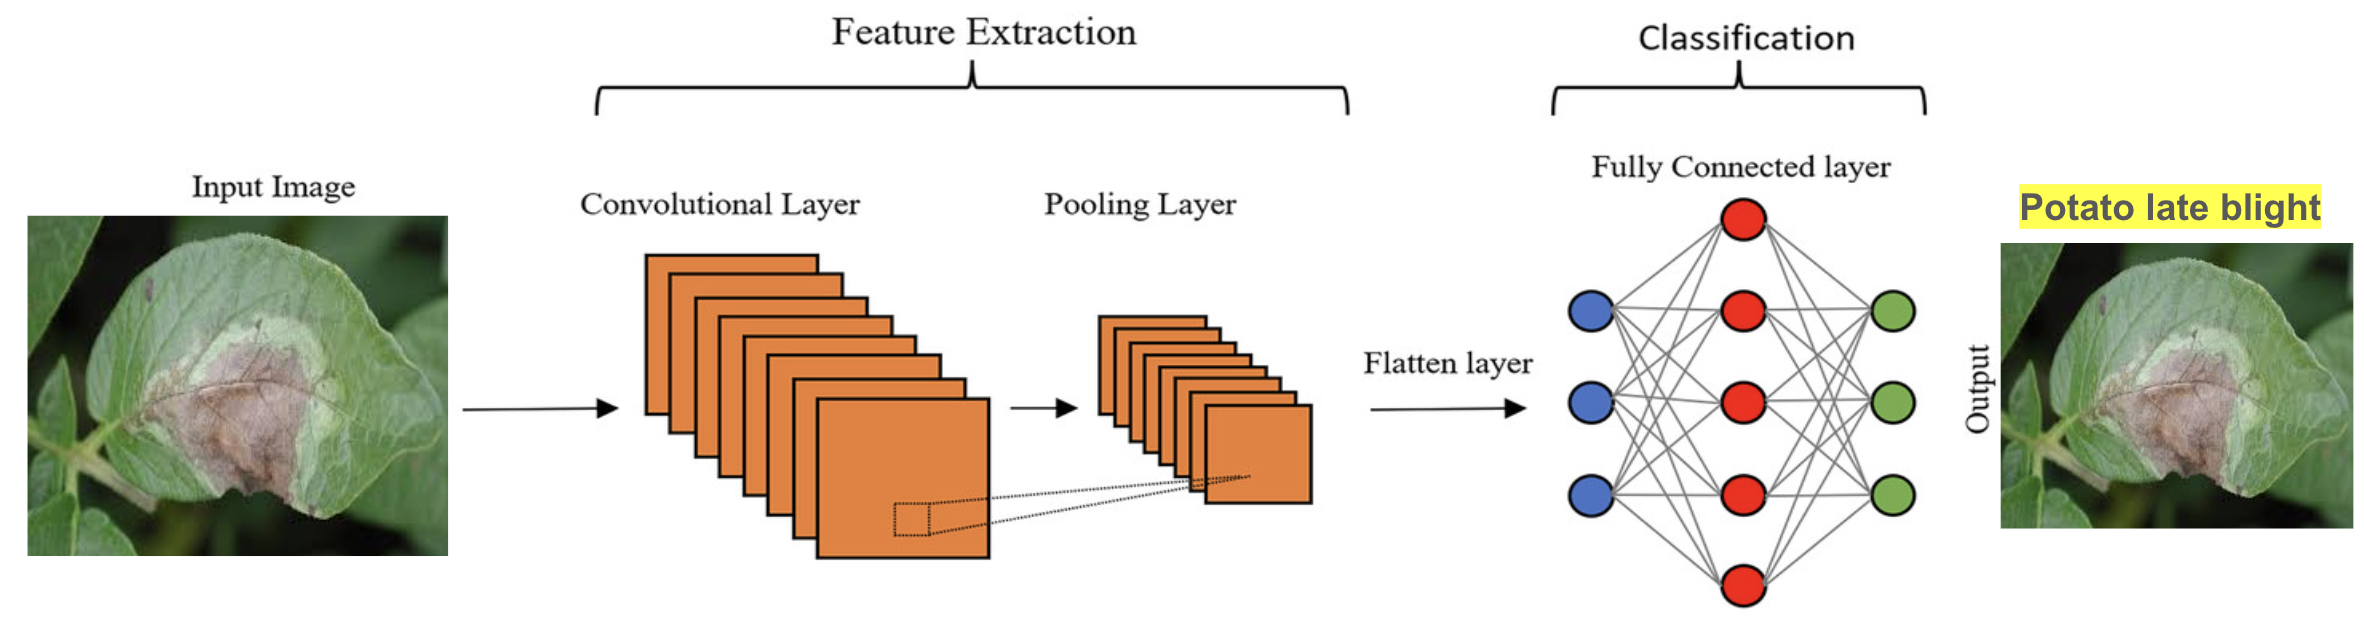 Feature Extraction
Classification
Input Image
Convolutional Layer
Pooling Layer
Flatten layer
Fully Connected layer
Output
Potato late blight